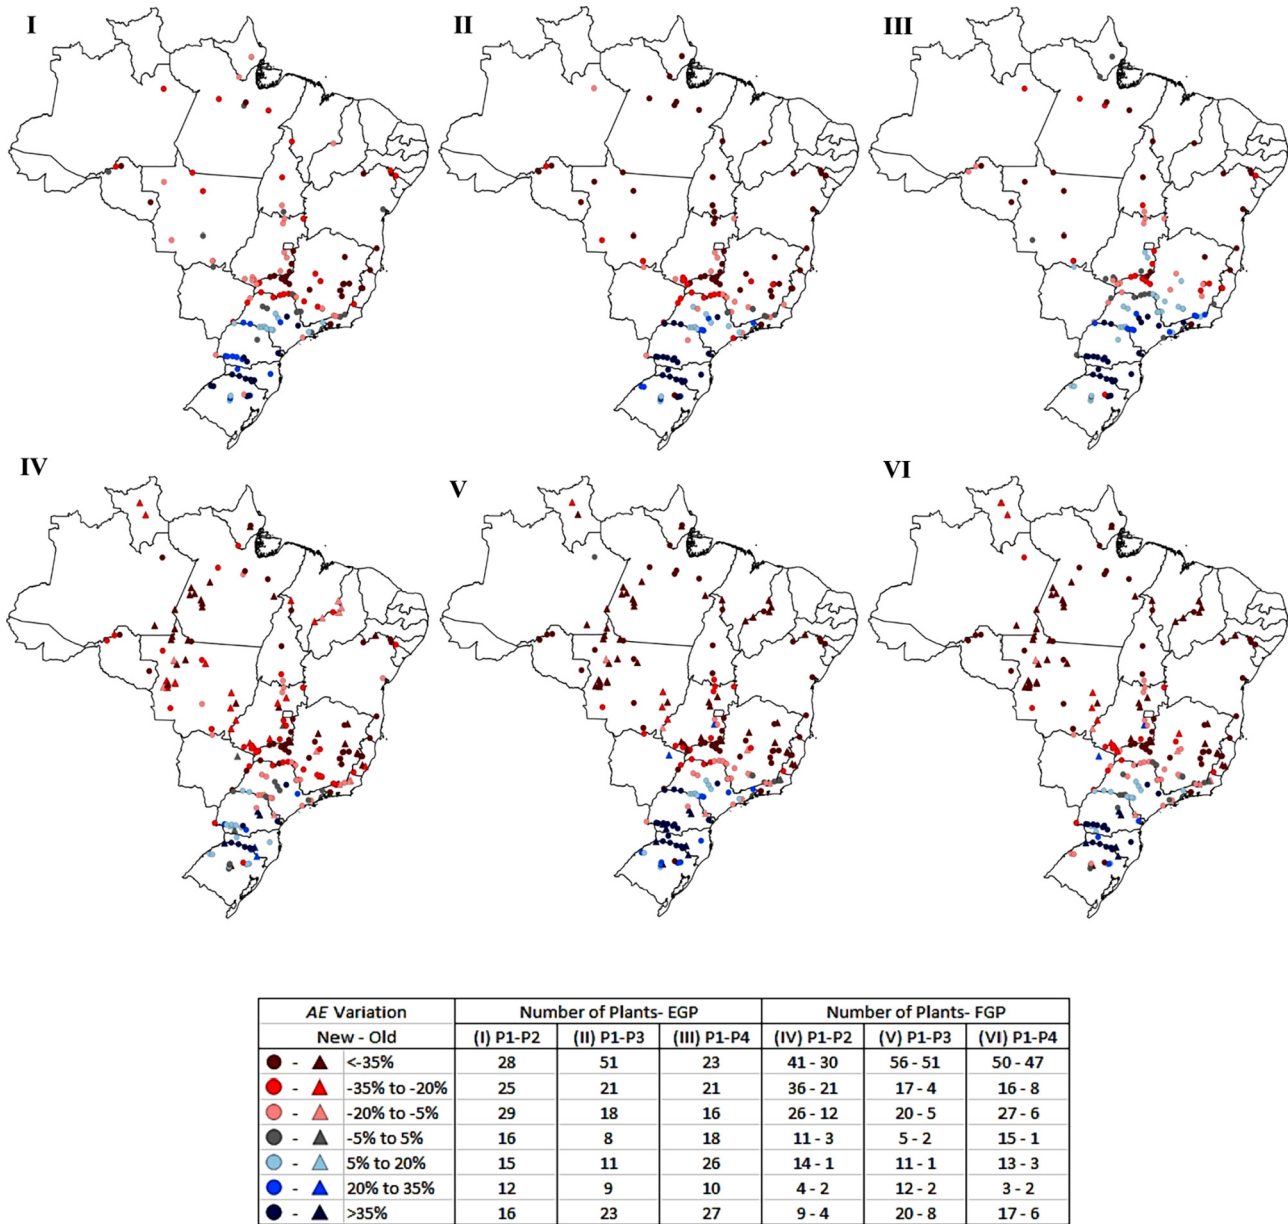 I
II
III
IV
V
VI
AE Variation Number of Plants- EGP Number of Plants- FGP
New - Old (I) P1-P2 (II) P1-P3 (III) P1-P4 (IV) P1-P2 (V) P1-P3 (VI) P1-P4
- <-35% 28 51 23 41 - 30 56 - 51 50 - 47
- -35% to -20% 25 21 21 36 - 21 17 - 4 16 - 8
- -20% to -5% 29 18 16 26 - 12 20 - 5 27 - 6
- -5% to 5% 16 8 18 11 - 3 5 - 2 15 - 1
- 5% to 20% 15 11 26 14 - 1 11 - 1 13 - 3
- 20% to 35% 12 9 10 4 - 2 12 - 2 3 - 2
- >35% 16 23 27 9 - 4 20 - 8 17 - 6